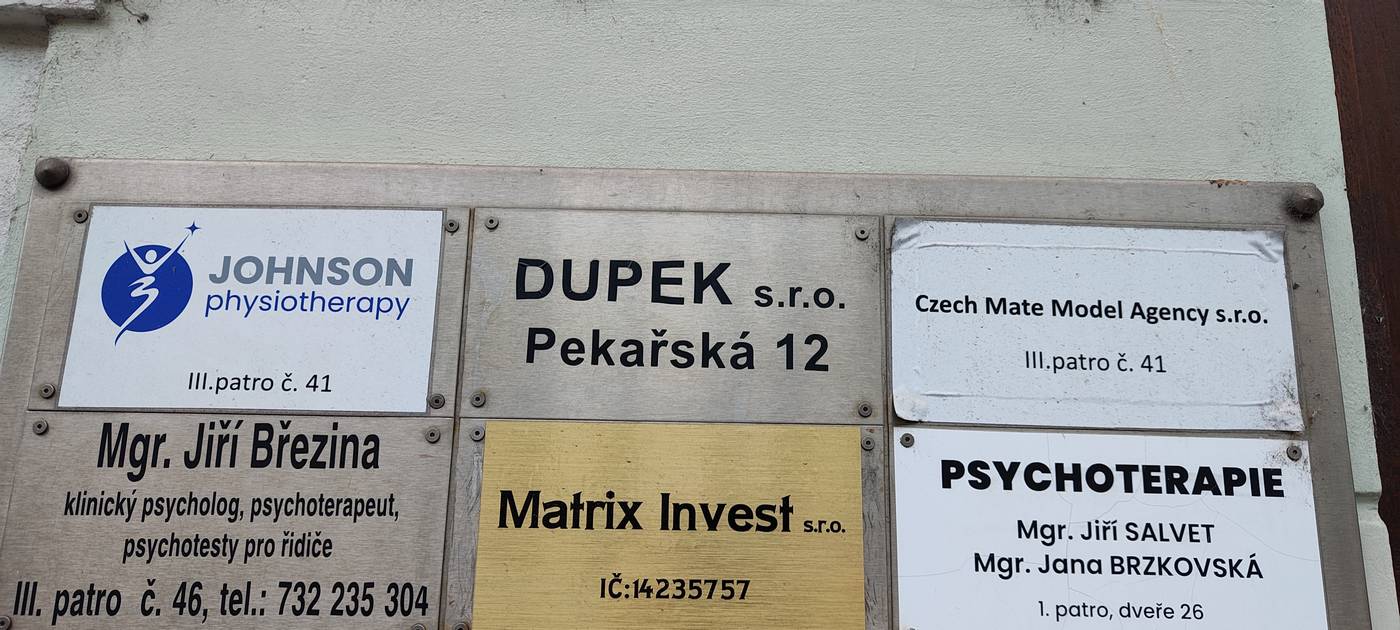 JOHNSON
physiotherapy
III.patro č. 41
DUPEK s.r.o.
Pekařská 12
Czech Mate Model Agency s.r.o.
III.patro č. 41
Mgr. Jiří Březina
klinický psycholog, psychoterapeut,
psychotesty pro řidiče
III. patro č. 46, tel.: 732 235 304
Matrix Invest s.r.o.
IČ:14235757
PSYCHOTERAPIE
Mgr. Jiří SALVET
Mgr. Jana BRZKOVSKÁ
1. patro, dveře 26